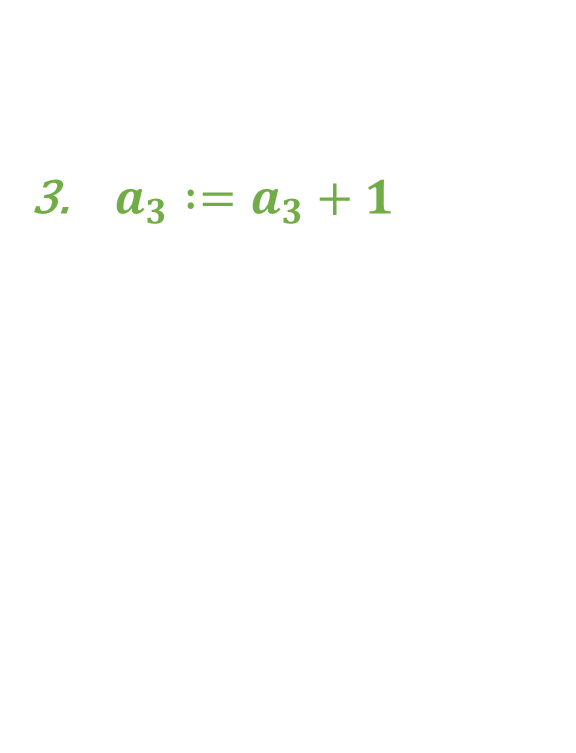 3. a₃ := a₃ + 1